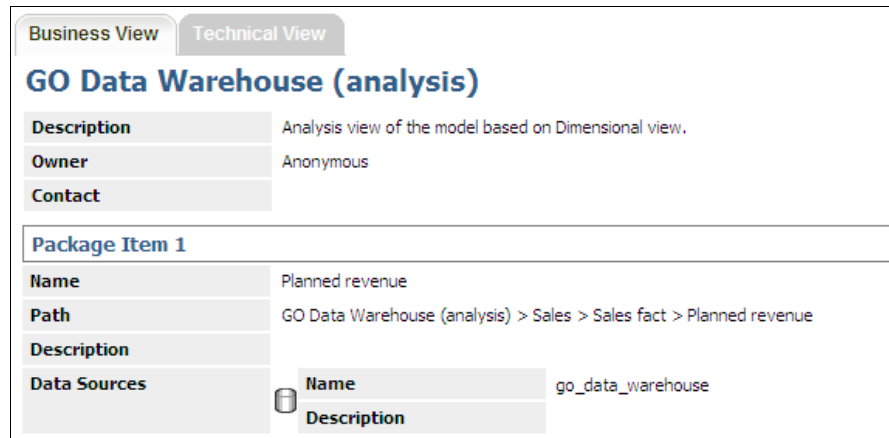 Business View Technical View
GO Data Warehouse (analysis)
Description Analysis view of the model based on Dimensional view.
Owner Anonymous
Contact
Package Item 1
Name Planned revenue
Path GO Data Warehouse (analysis) > Sales > Sales fact > Planned revenue
Description
Data Sources Name go_data_warehouse
Description